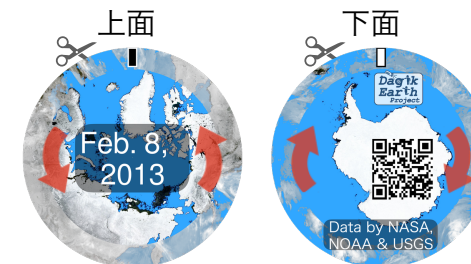 上面
下面
Feb. 8,
2013
Dagik
Earth
Project
Data by NASA,
NOAA & USGS